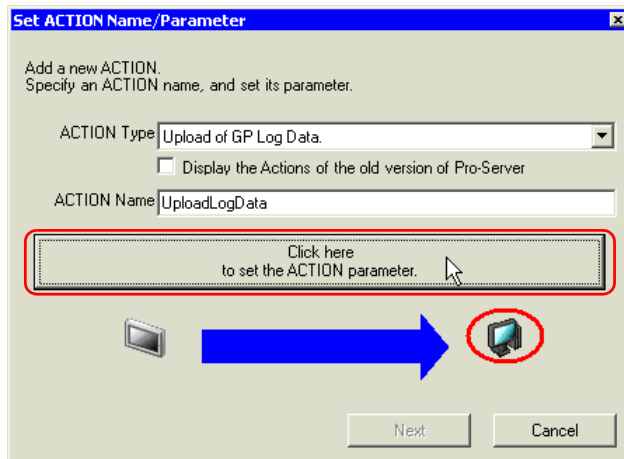 Set ACTION Name/Parameter
Add a new ACTION.
Specify an ACTION name, and set its parameter.
ACTION Type Upload of GP Log Data.
Display the Actions of the old version of Pro-Server
ACTION Name UploadLogData
Click here
to set the ACTION parameter.
Next Cancel